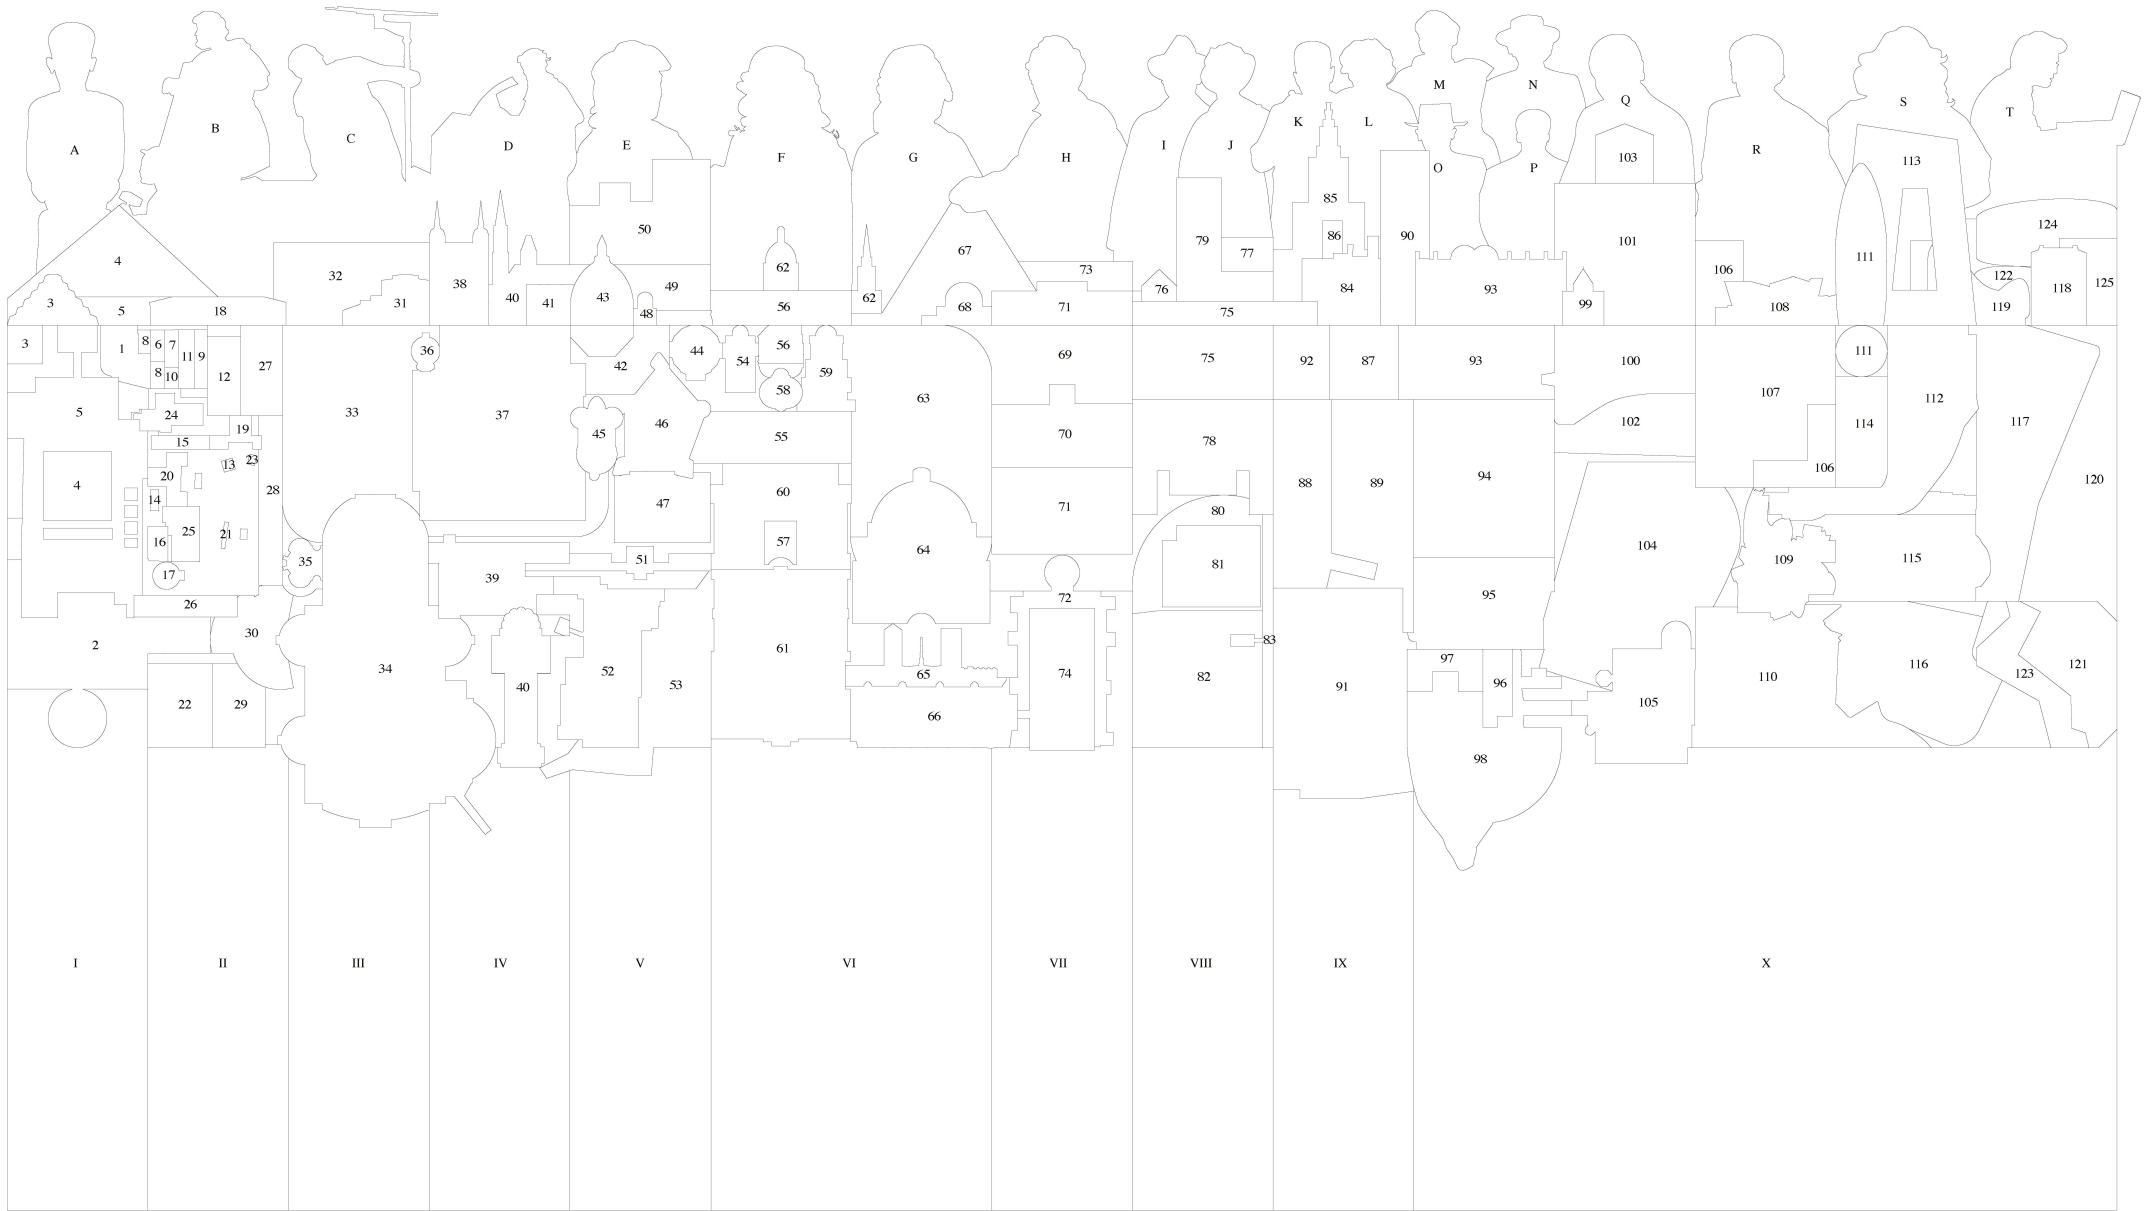 A B C D E F G H I J K L M N O P Q R S T
4 3 5 18 32 31 38 40 41 43 50 49 48 62 56 62 67 68 73 71 76 79 77 75 85 86 84 90 93 103 101 99 106 108 111 113 124 122 119 118 125
3 1 8 6 7 11 9 8 10 12 27 36 42 44 54 56 58 59 69 75 92 87 93 100 111
5 24 19 15 33 37 45 46 55 63 70 78 102 107 114 112 117
4 20 13 23 14 28 25 16 21 17 47 60 57 71 80 88 89 94 106 120
35 39 51 64 81 104 109 115
26 2 30 34 40 52 53 61 65 72 74 82 83 95 97 96 91 110 116 123 121
22 29 66 105 98
I II III IV V VI VII VIII IX X